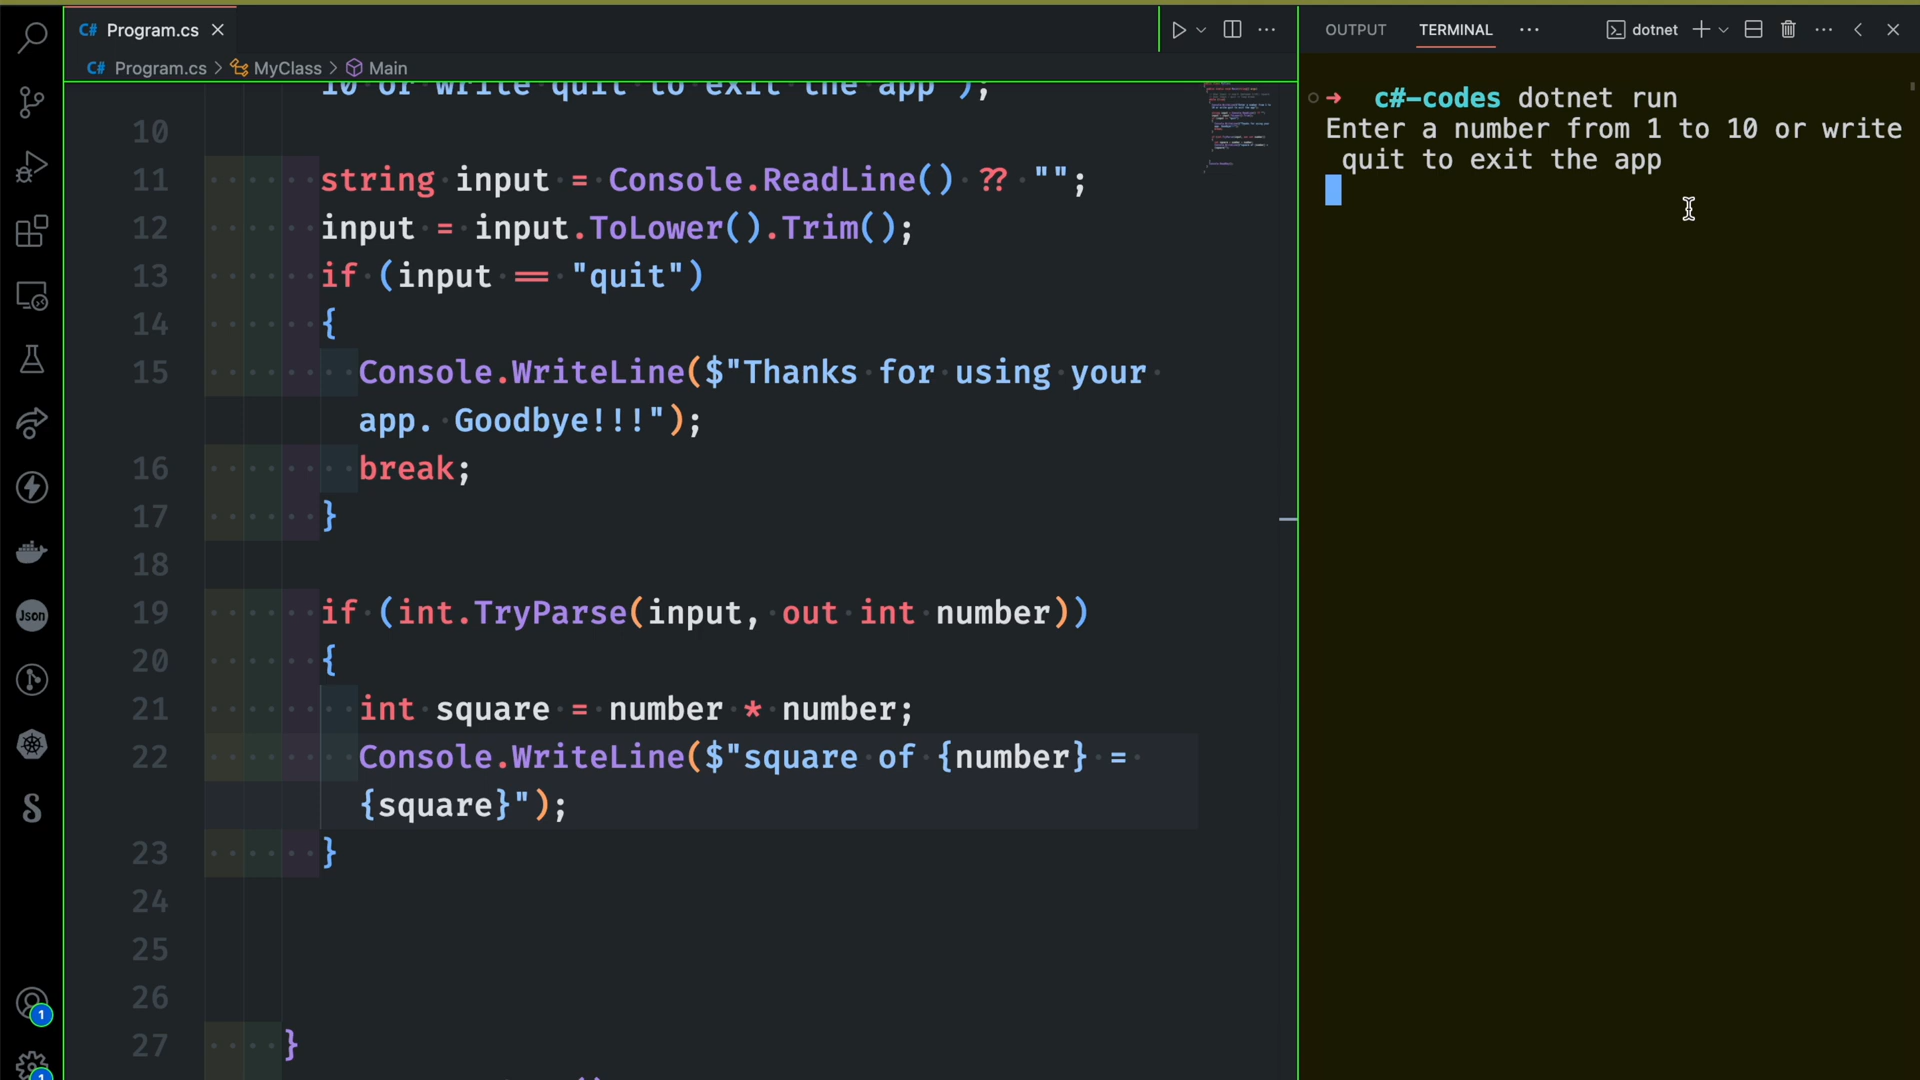 C# Program.cs
C# Program.cs > MyClass > Main
10 or write quit to exit the app");
10
11 string input = Console.ReadLine() ?? "";
12 input = input.ToLower().Trim();
13 if (input == "quit")
14 {
15 Console.WriteLine($"Thanks for using your
app. Goodbye!!!");
16 break;
17 }
18
19 if (int.TryParse(input, out int number))
20 {
21 int square = number * number;
22 Console.WriteLine($"square of {number} =
{square}");
23 }
24
25
26
27 }
Json
1
1
OUTPUT TERMINAL dotnet
c#-codes dotnet run
Enter a number from 1 to 10 or write
quit to exit the app